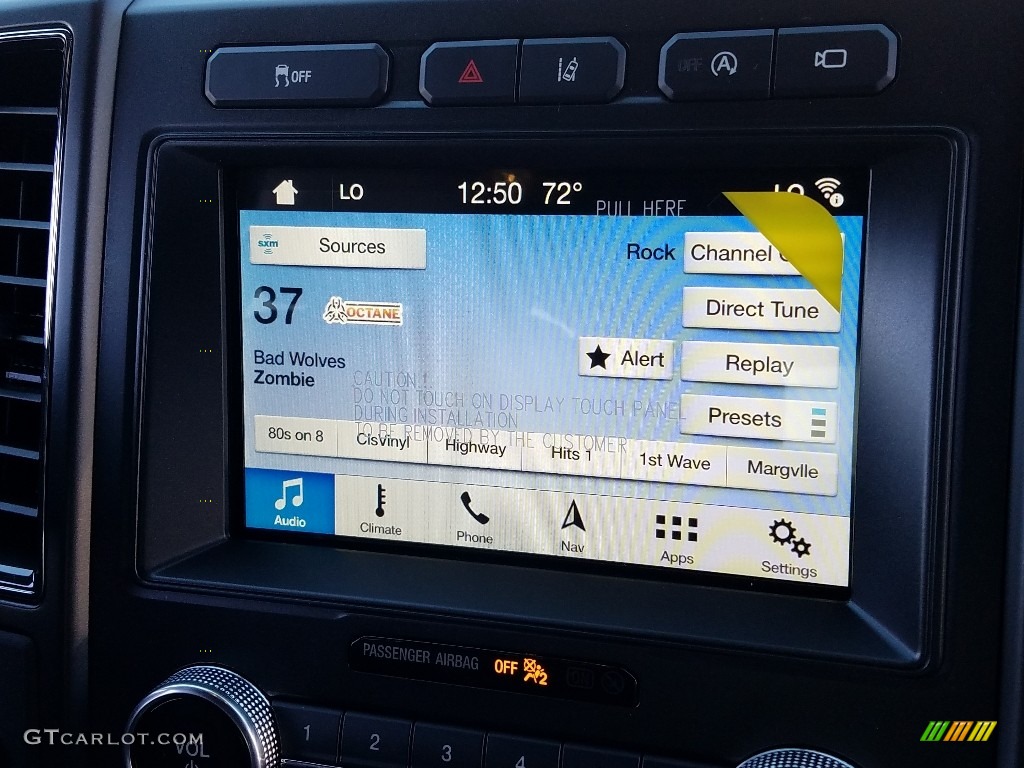 OFF
OFF A
LO 12:50 72° LO
PULL HERE
sxm Sources
Rock Channel
37 OCTANE
Direct Tune
Bad Wolves
Alert
Replay
Zombie
CAUTION!
DO NOT TOUCH ON DISPLAY TOUCH PANEL
DURING INSTALLATION
TO BE REMOVED BY THE CUSTOMER
Presets
80s on 8 ClsVinyl Highway Hits 1 1st Wave Margvlle
Audio Climate Phone Nav Apps Settings
PASSENGER AIRBAG OFF 2 ON
VOL 1 2 3 4
GTCARLOT.COM